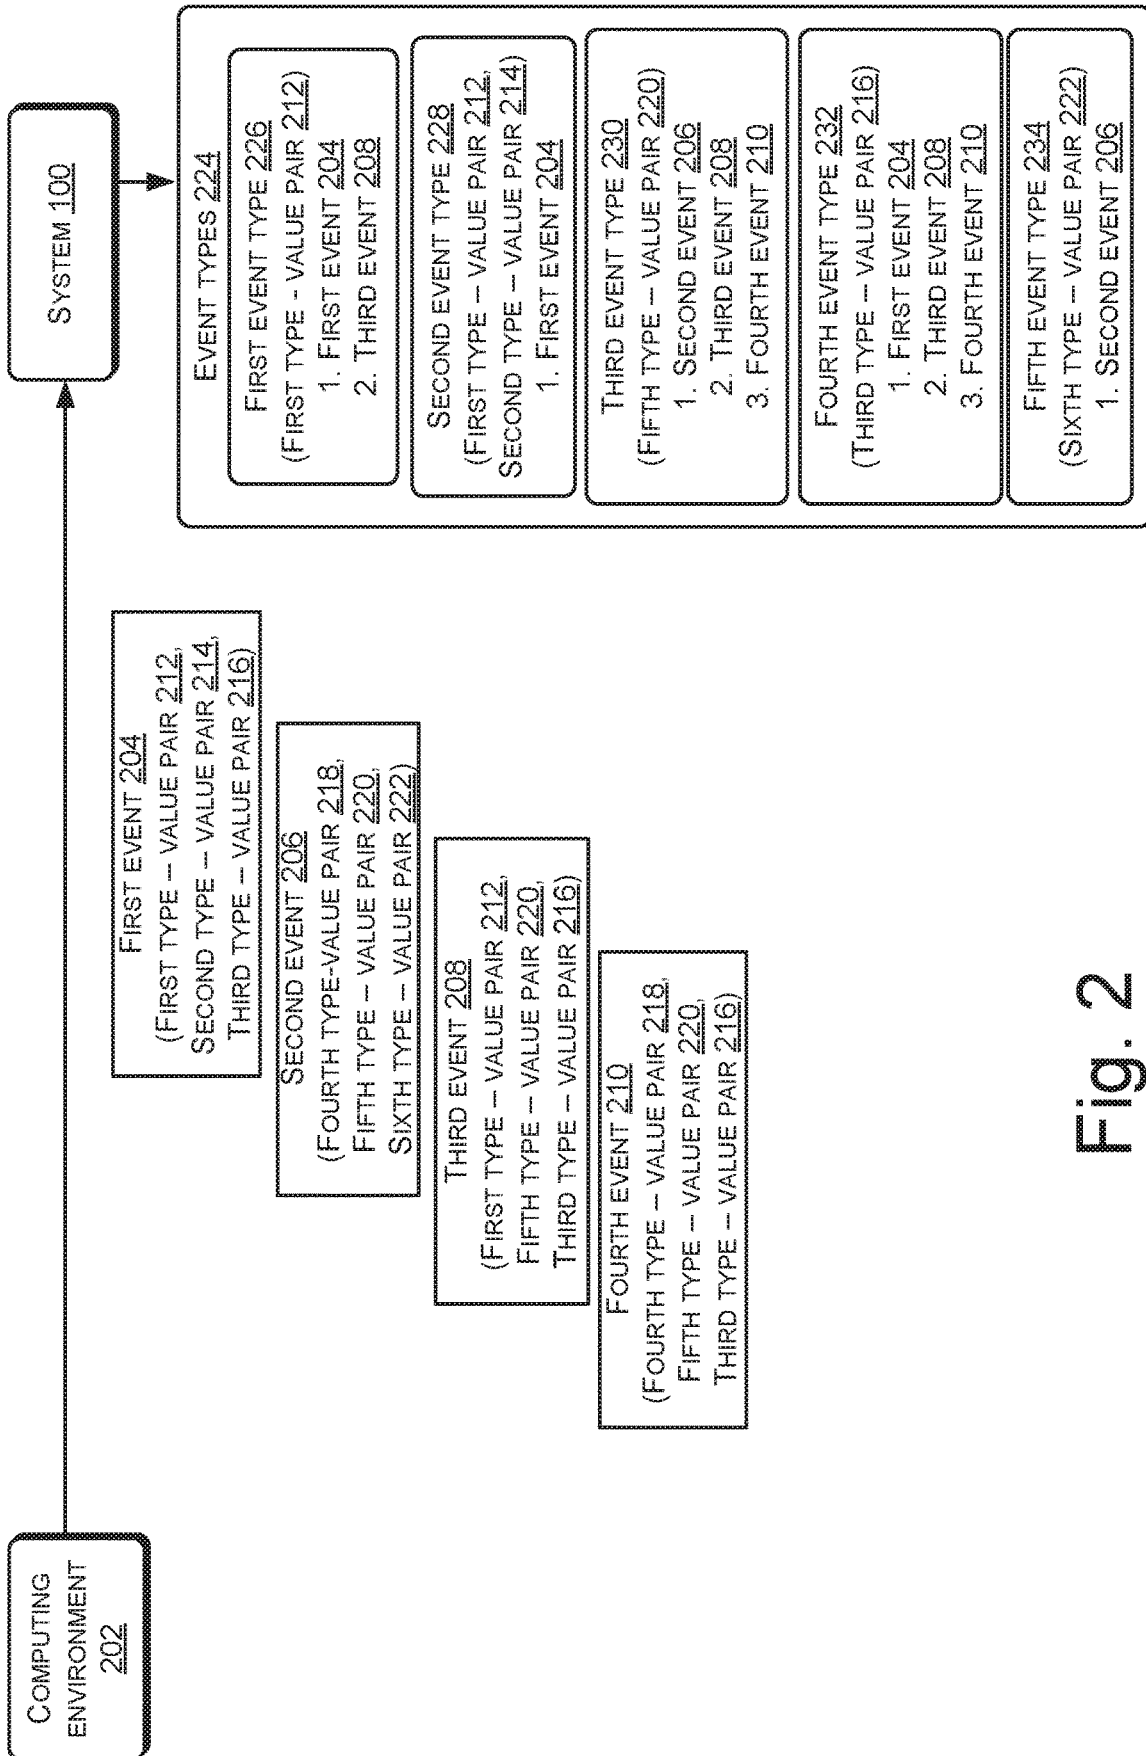 COMPUTING
ENVIRONMENT
202
SYSTEM 100
FIRST EVENT 204
(FIRST TYPE – VALUE PAIR 212,
SECOND TYPE – VALUE PAIR 214,
THIRD TYPE – VALUE PAIR 216)
SECOND EVENT 206
(FOURTH TYPE-VALUE PAIR 218,
FIFTH TYPE – VALUE PAIR 220,
SIXTH TYPE – VALUE PAIR 222)
THIRD EVENT 208
(FIRST TYPE – VALUE PAIR 212,
FIFTH TYPE – VALUE PAIR 220,
THIRD TYPE – VALUE PAIR 216)
FOURTH EVENT 210
(FOURTH TYPE – VALUE PAIR 218,
FIFTH TYPE – VALUE PAIR 220,
THIRD TYPE – VALUE PAIR 216)
EVENT TYPES 224
FIRST EVENT TYPE 226
(FIRST TYPE - VALUE PAIR 212)
1. FIRST EVENT 204
2. THIRD EVENT 208
SECOND EVENT TYPE 228
(FIRST TYPE – VALUE PAIR 212,
SECOND TYPE – VALUE PAIR 214)
1. FIRST EVENT 204
THIRD EVENT TYPE 230
(FIFTH TYPE – VALUE PAIR 220)
1. SECOND EVENT 206
2. THIRD EVENT 208
3. FOURTH EVENT 210
FOURTH EVENT TYPE 232
(THIRD TYPE – VALUE PAIR 216)
1. FIRST EVENT 204
2. THIRD EVENT 208
3. FOURTH EVENT 210
FIFTH EVENT TYPE 234
(SIXTH TYPE – VALUE PAIR 222)
1. SECOND EVENT 206
Fig. 2